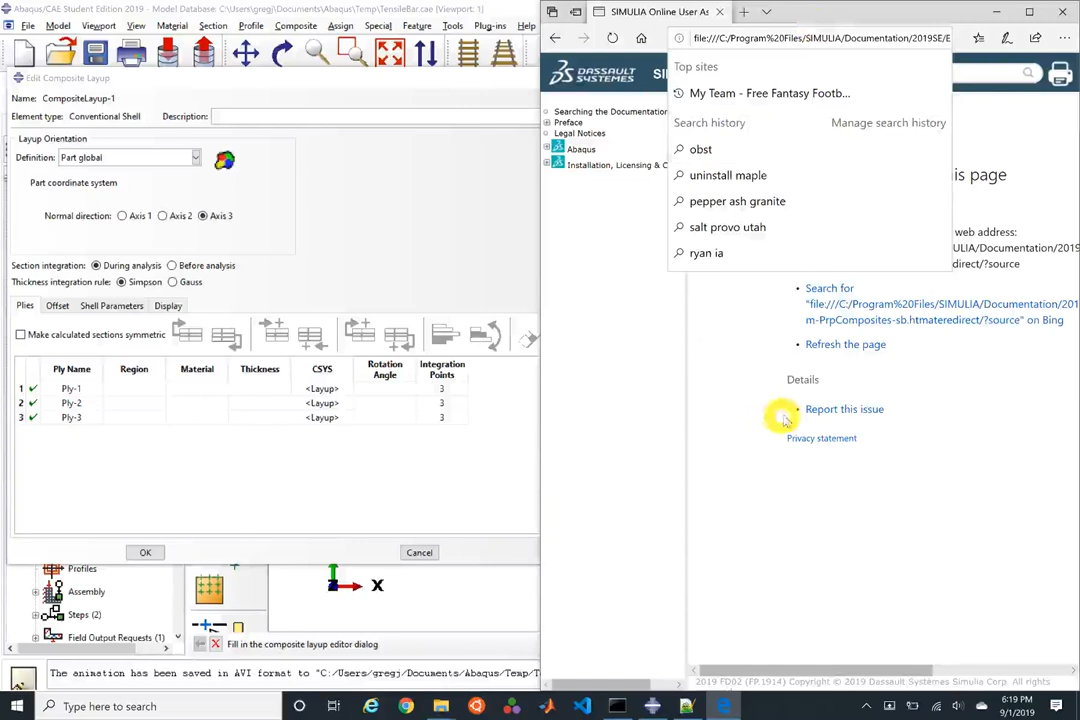 Abaqus/CAE Student Edition 2019 - Model Database: C:\Users\gregj\Documents\Abaqus\Temp\TensileBar.cae [Viewport: 1]
File Model Viewport View Material Section Profile Composite Assign Special Feature Tools Plug-ins Help
Edit Composite Layup
Name: CompositeLayup-1
Element type: Conventional Shell Description:
Layup Orientation
Definition: Part global
Part coordinate system
Normal direction: Axis 1 Axis 2 Axis 3
Section integration: During analysis Before analysis
Thickness integration rule: Simpson Gauss
Plies Offset Shell Parameters Display
Make calculated sections symmetric
Ply Name Region Material Thickness CSYS Rotation Angle Integration Points
1 Ply-1 <Layup> 3
2 Ply-2 <Layup> 3
3 Ply-3 <Layup> 3
OK Cancel
Profiles
Assembly
Steps (2)
Field Output Requests (1)
X
Fill in the composite layup editor dialog
The animation has been saved in AVI format to "C:/Users/gregj/Documents/Abaqus/Temp/T
SIMULIA Online User As
file:///C:/Program%20Files/SIMULIA/Documentation/2019SE/E
DASSAULT SYSTEMES
SI
Searching the Documentation
Preface
Legal Notices
Abaqus
Installation, Licensing & C
Top sites
My Team - Free Fantasy Footb...
Search history Manage search history
obst
uninstall maple
pepper ash granite
salt provo utah
ryan ia
is page
web address:
ULIA/Documentation/2019
direct/?source
• Search for
"file:///C:/Program%20Files/SIMULIA/Documentation/201
m-PrpComposites-sb.htmateredirect/?source" on Bing
• Refresh the page
Details
• Report this issue
Privacy statement
2019 FD02 (FP.1914) Copyright © 2019 Dassault Systèmes Simulia Corp. All rights
Type here to search
6:19 PM
9/1/2019